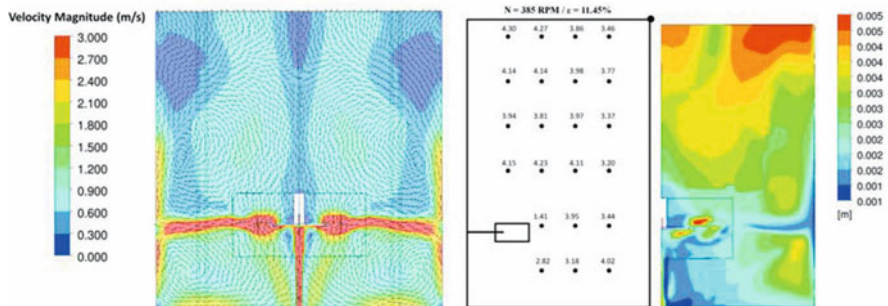 Velocity Magnitude (m/s)
3.000
2.700
2.400
2.100
1.800
1.500
1.200
0.900
0.600
0.300
0.000
N = 385 RPM / ε = 11.45%
4.30 4.27 3.86 3.46
4.14 4.14 3.98 3.77
3.94 3.81 3.97 3.37
4.15 4.23 4.11 3.20
1.41 3.95 3.44
2.82 3.18 4.02
0.005
0.005
0.004
0.004
0.003
0.003
0.002
0.002
0.001
0.001
[m]